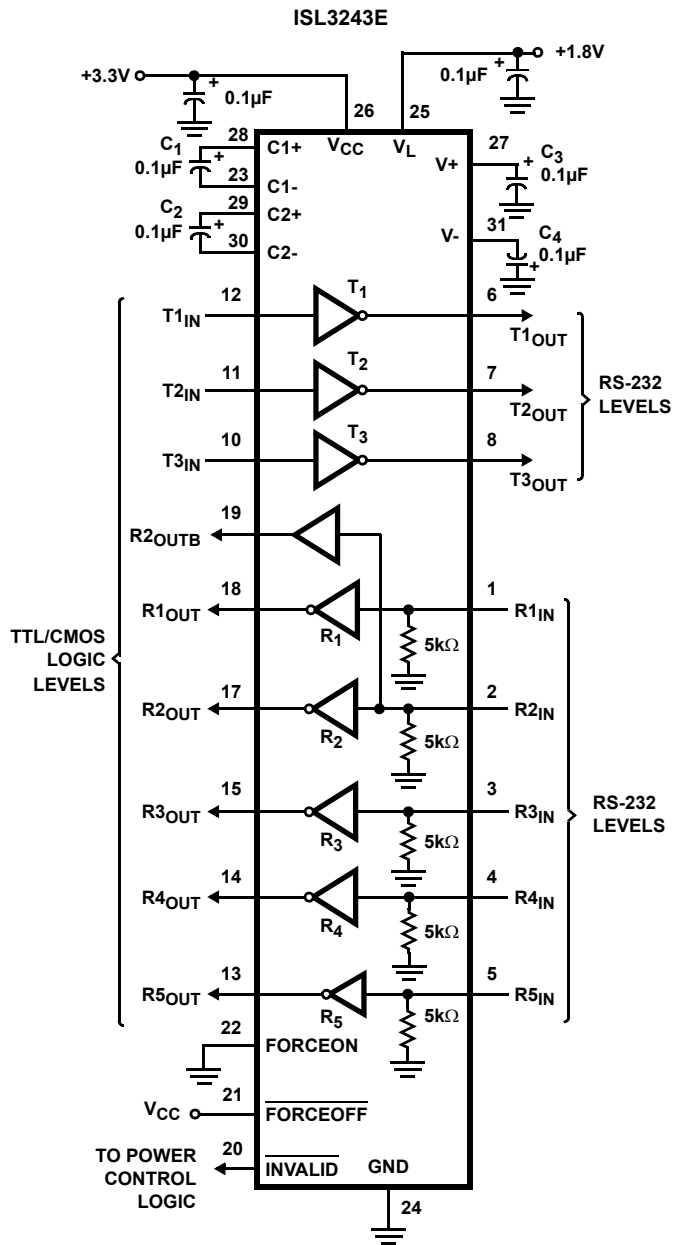 ISL3243E
+3.3V
+
0.1µF
+1.8V
+
0.1µF
26
25
VCC
VL
C1
0.1µF
+
28
C1+
23
C1-
C2
0.1µF
+
29
C2+
30
C2-
27
V+
+
C3
0.1µF
31
V-
C4
0.1µF
+
T1IN
12
T1
6
T1OUT
T2IN
11
T2
7
T2OUT
T3IN
10
T3
8
T3OUT
RS-232
LEVELS
R2OUTB
19
R1OUT
18
R1
5kΩ
1
R1IN
R2OUT
17
R2
5kΩ
2
R2IN
R3OUT
15
R3
5kΩ
3
R3IN
R4OUT
14
R4
5kΩ
4
R4IN
R5OUT
13
R5
5kΩ
5
R5IN
TTL/CMOS
LOGIC
LEVELS
RS-232
LEVELS
22
FORCEON
VCC
21
FORCEOFF
TO POWER
CONTROL
LOGIC
20
INVALID
GND
24